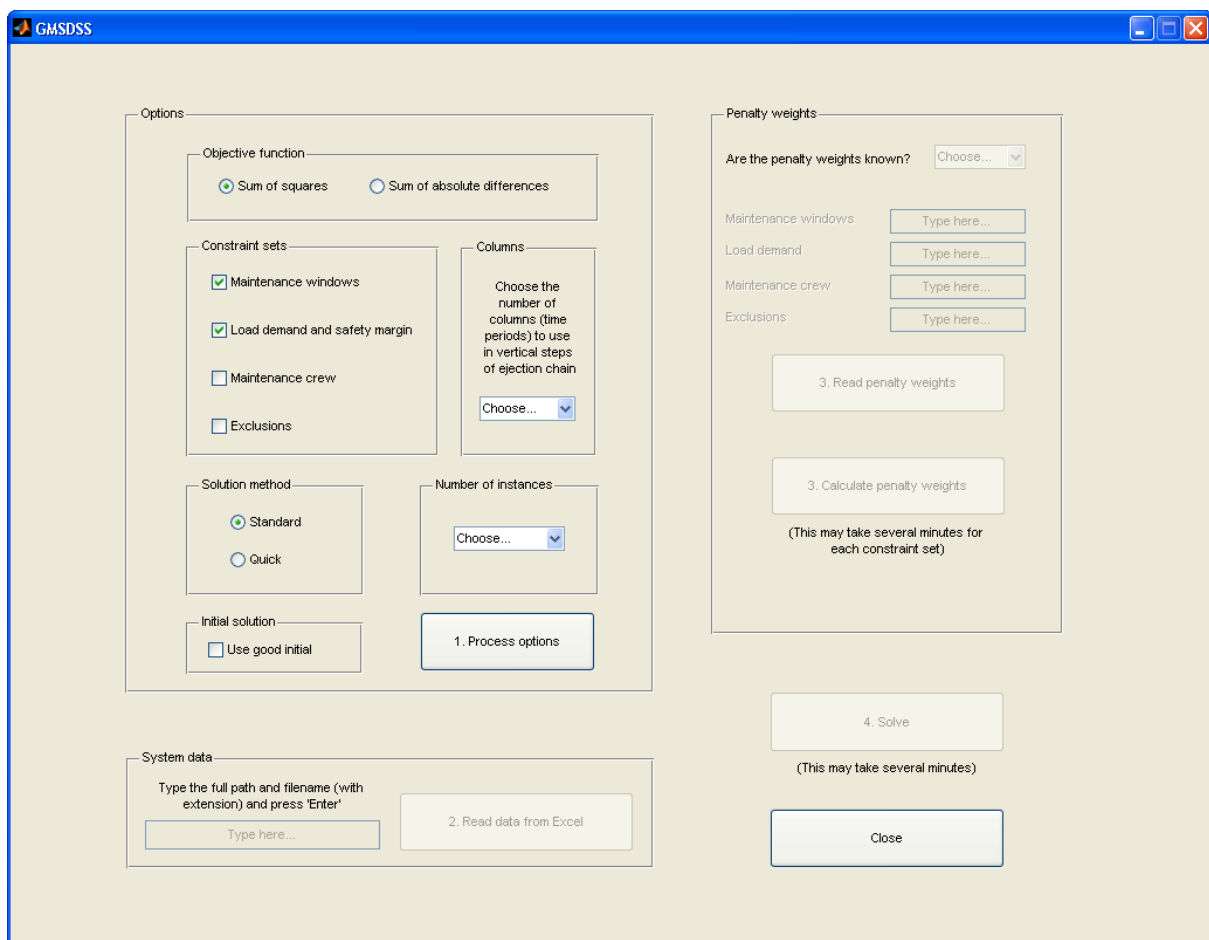 GMSDSS
Options
Objective function
Sum of squares
Sum of absolute differences
Constraint sets
Maintenance windows
Load demand and safety margin
Maintenance crew
Exclusions
Columns
Choose the
number of
columns (time
periods) to use
in vertical steps
of ejection chain
Choose...
Solution method
Standard
Quick
Number of instances
Choose...
Initial solution
Use good initial
1. Process options
System data
Type the full path and filename (with
extension) and press 'Enter'
Type here...
2. Read data from Excel
Penalty weights
Are the penalty weights known? Choose...
Maintenance windows Type here...
Load demand Type here...
Maintenance crew Type here...
Exclusions Type here...
3. Read penalty weights
3. Calculate penalty weights
(This may take several minutes for
each constraint set)
4. Solve
(This may take several minutes)
Close